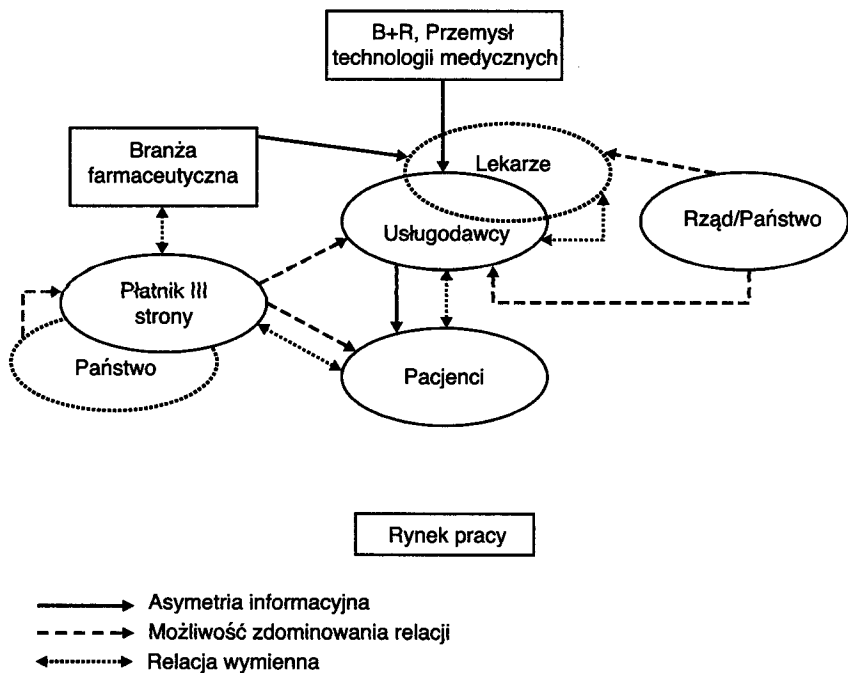 B+R, Przemysł
technologii medycznych
Branża
farmaceutyczna
Lekarze
Usługodawcy
Rząd/Państwo
Płatnik III
strony
Państwo
Pacjenci
Rynek pracy
Asymetria informacyjna
Możliwość zdominowania relacji
Relacja wymienna